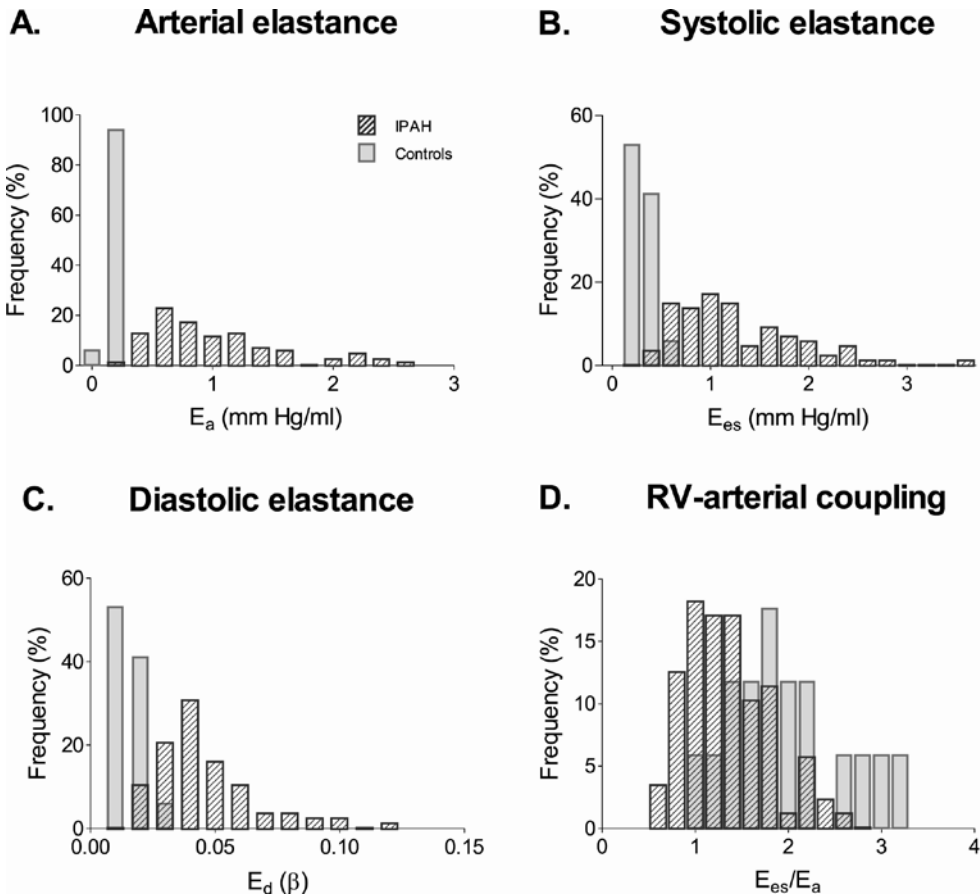 A. Arterial elastance
100
80
60
40
20
0
Frequency (%)
IPAH
Controls
0 1 2 3
Ea (mm Hg/ml)
B. Systolic elastance
60
40
20
0
Frequency (%)
1 2 3
Ees (mm Hg/ml)
C. Diastolic elastance
60
40
20
0
Frequency (%)
0.00 0.05 0.10 0.15
Ed (β)
D. RV-arterial coupling
20
15
10
5
0
Frequency (%)
0 1 2 3 4
Ees/Ea